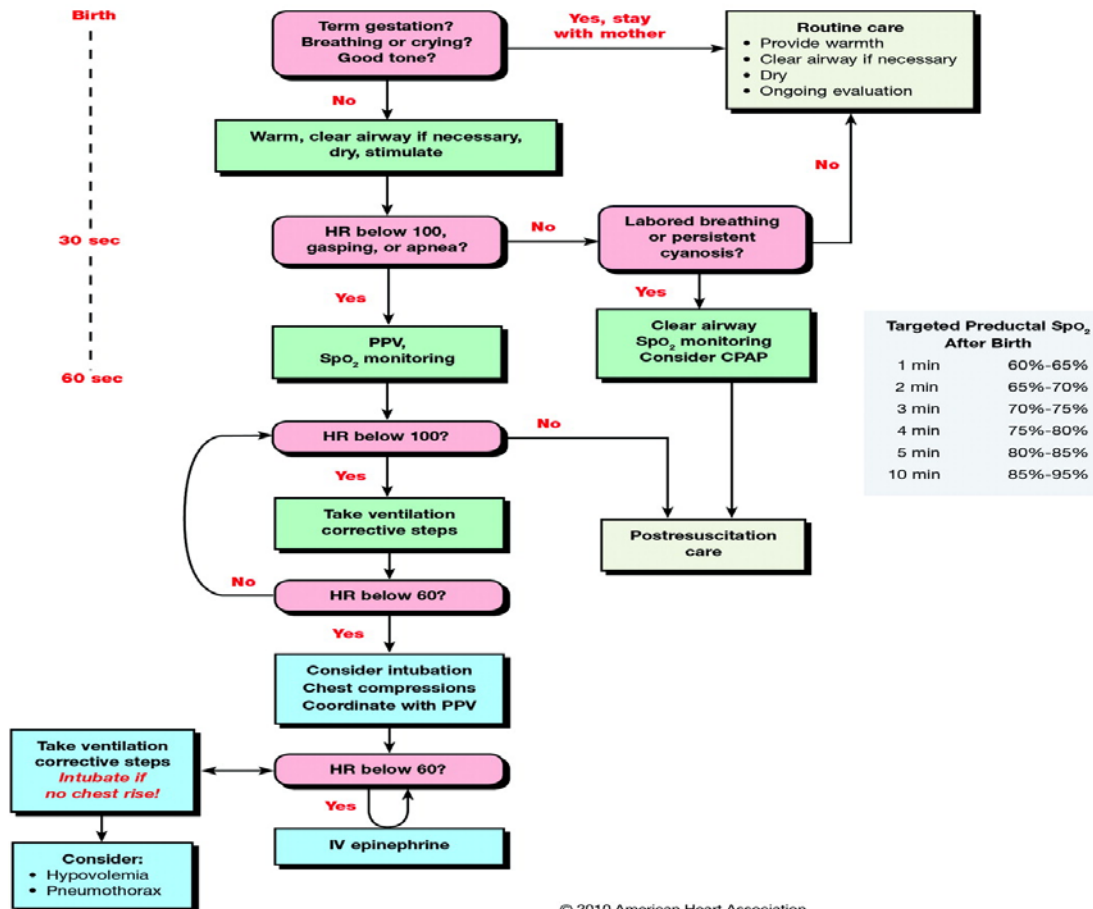 Birth
Term gestation?
Breathing or crying?
Good tone?
Yes, stay
with mother
Routine care
• Provide warmth
• Clear airway if necessary
• Dry
• Ongoing evaluation
No
Warm, clear airway if necessary,
dry, stimulate
No
30 sec
HR below 100,
gasping, or apnea?
No
Labored breathing
or persistent
cyanosis?
Yes
Yes
PPV,
SpO₂ monitoring
Clear airway
SpO₂ monitoring
Consider CPAP
60 sec
Targeted Preductal SpO₂
After Birth
1 min 60%-65%
2 min 65%-70%
3 min 70%-75%
4 min 75%-80%
5 min 80%-85%
10 min 85%-95%
HR below 100?
No
Yes
Take ventilation
corrective steps
Postresuscitation
care
No
HR below 60?
Yes
Consider intubation
Chest compressions
Coordinate with PPV
Take ventilation
corrective steps
Intubate if
no chest rise!
HR below 60?
Yes
IV epinephrine
Consider:
• Hypovolemia
• Pneumothorax
© 2010 American Heart Association